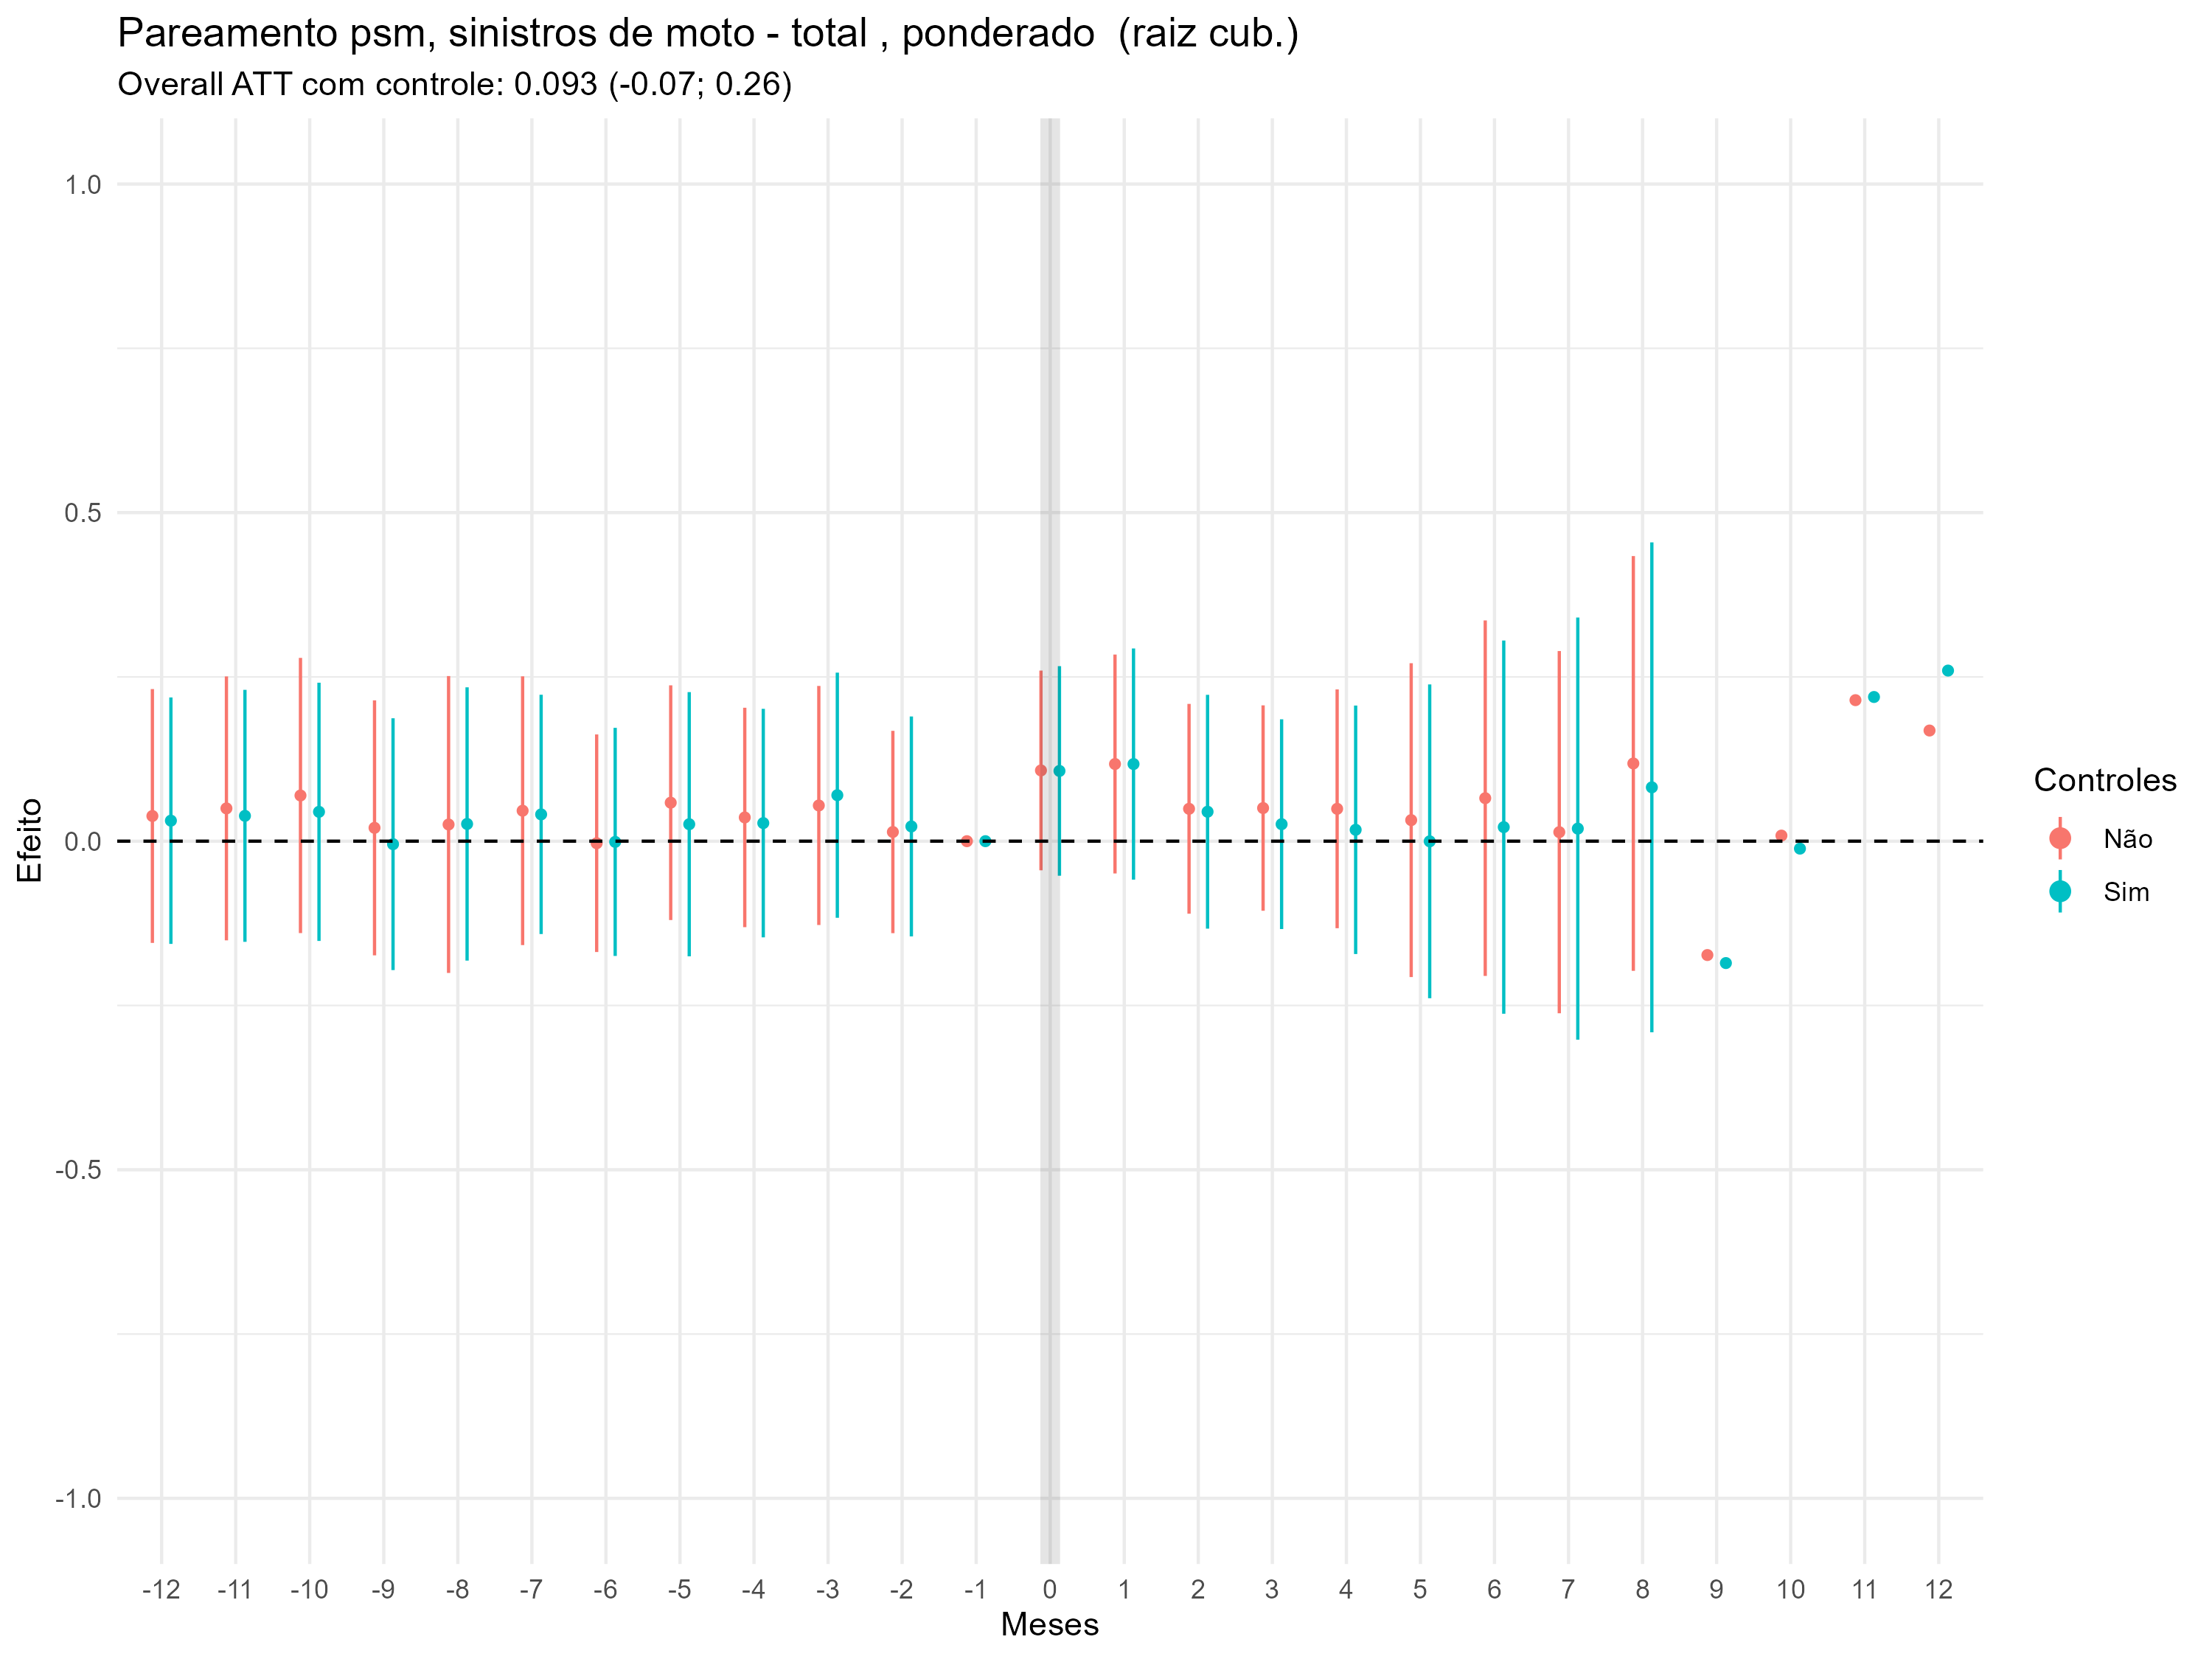 Pareamento psm, sinistros de moto - total , ponderado  (raiz cub.)
Overall ATT com controle: 0.093 (-0.07; 0.26)
1.0
0.5
0.0
-0.5
-1.0
Efeito
-12 -11 -10 -9 -8 -7 -6 -5 -4 -3 -2 -1 0 1 2 3 4 5 6 7 8 9 10 11 12
Meses
Controles
Não
Sim